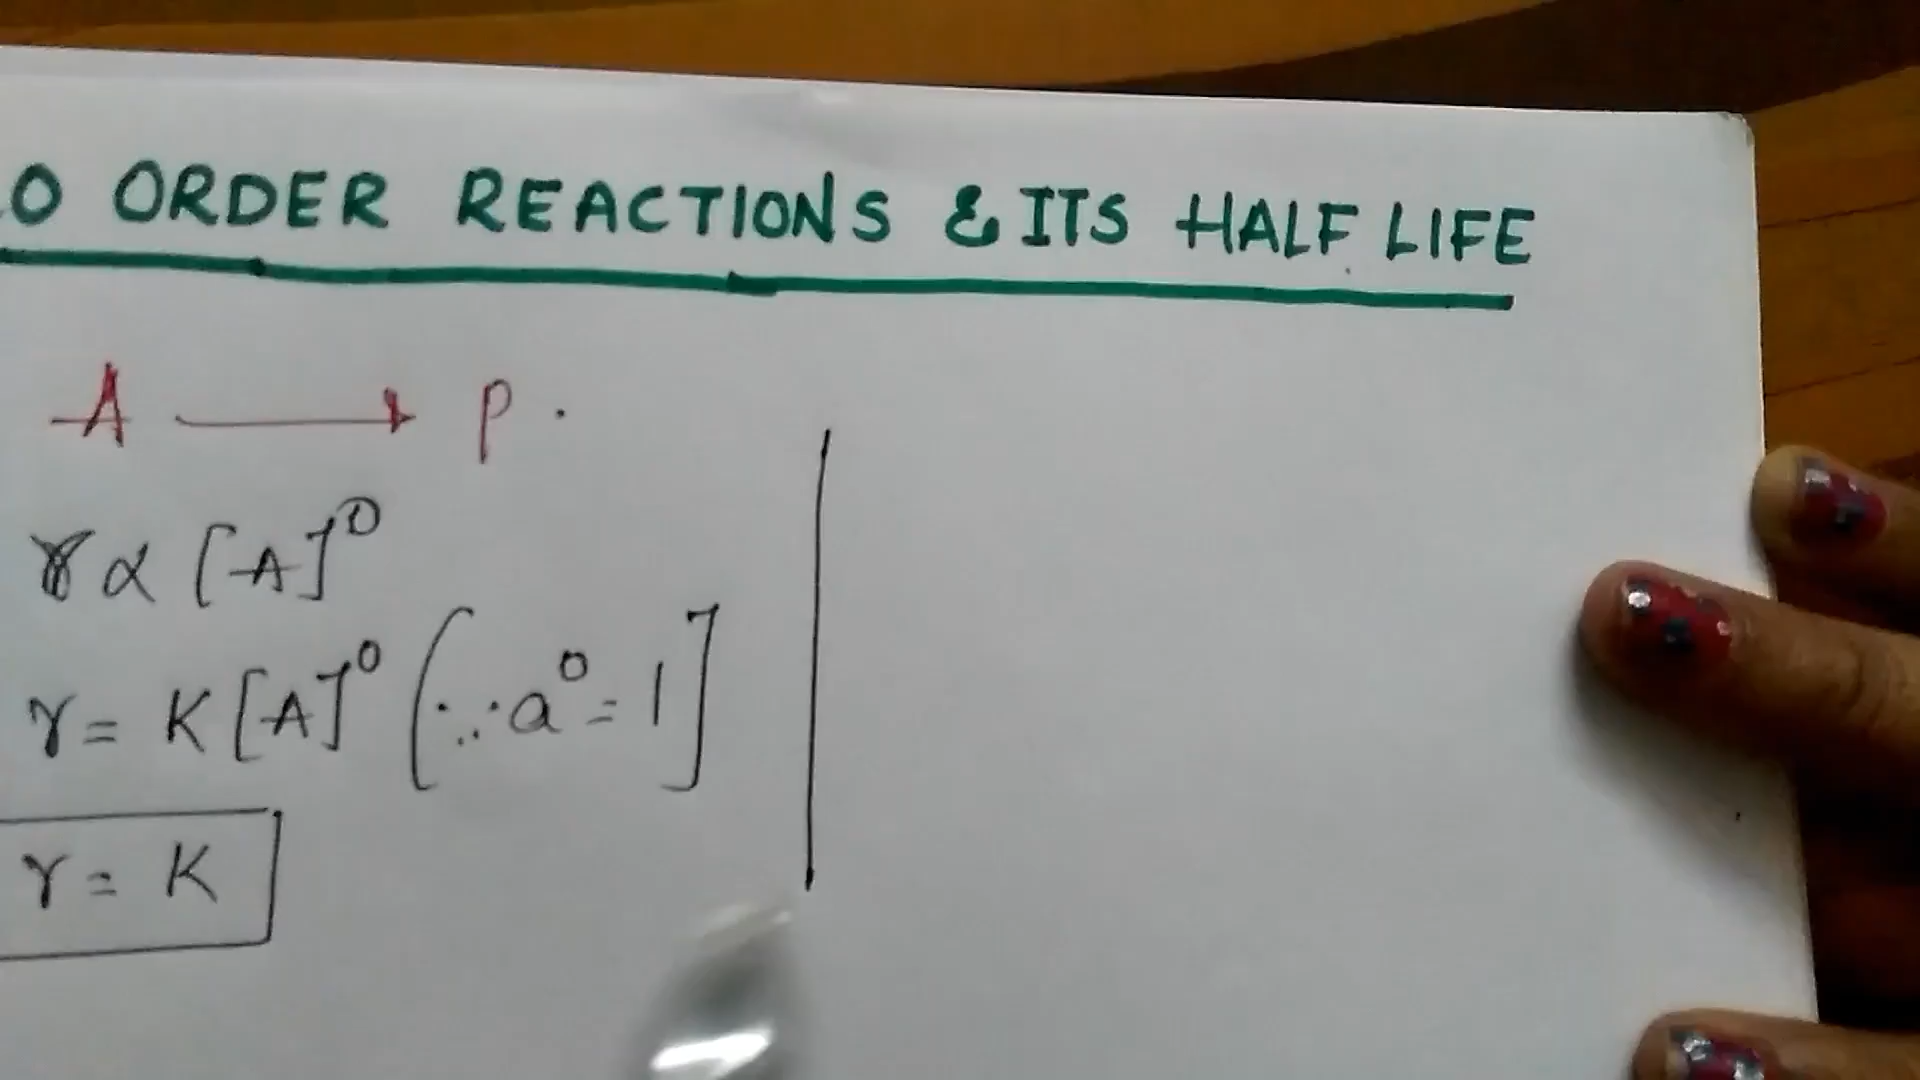 O ORDER REACTIONS & ITS HALF LIFE
A ⟶ P.
r ∝ [A]⁰
r = K[A]⁰ [∵ a⁰ = 1]
r = K